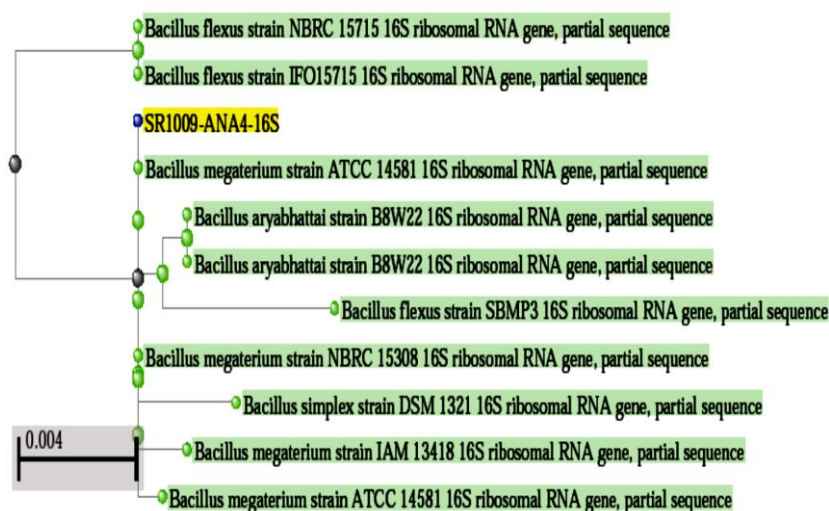 Bacillus flexus strain NBRC 15715 16S ribosomal RNA gene, partial sequence
Bacillus flexus strain IFO15715 16S ribosomal RNA gene, partial sequence
SR1009-ANA4-16S
Bacillus megaterium strain ATCC 14581 16S ribosomal RNA gene, partial sequence
Bacillus aryabhattai strain B8W22 16S ribosomal RNA gene, partial sequence
Bacillus aryabhattai strain B8W22 16S ribosomal RNA gene, partial sequence
Bacillus flexus strain SBMP3 16S ribosomal RNA gene, partial sequence
Bacillus megaterium strain NBRC 15308 16S ribosomal RNA gene, partial sequence
Bacillus simplex strain DSM 1321 16S ribosomal RNA gene, partial sequence
0.004
Bacillus megaterium strain IAM 13418 16S ribosomal RNA gene, partial sequence
Bacillus megaterium strain ATCC 14581 16S ribosomal RNA gene, partial sequence